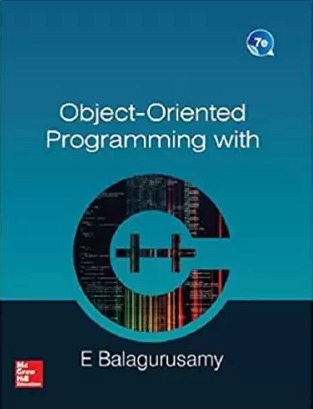 7e
Object-Oriented
Programming with
C++
E Balagurusamy
Mc
Graw
Hill
Education